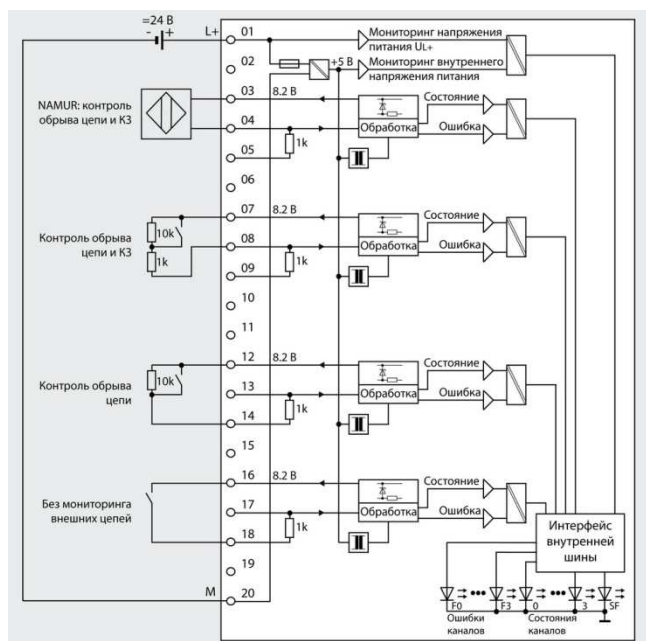 =24 В
- +
L+
01
Мониторинг напряжения
питания UL+
02
+5 В
Мониторинг внутреннего
напряжения питания
NAMUR: контроль
обрыва цепи и КЗ
03
8.2 В
04
Обработка
Состояние
Ошибка
05
1k
06
Контроль обрыва
цепи и КЗ
10k
1k
07
8.2 В
08
Обработка
Состояние
Ошибка
09
1k
10
11
Контроль обрыва
цепи
10k
12
8.2 В
13
Обработка
Состояние
Ошибка
14
1k
15
Без мониторинга
внешних цепей
16
8.2 В
17
Обработка
Состояние
Ошибка
18
1k
19
M
20
Интерфейс
внутренней
шины
F0
F3
0
3
SF
Ошибки
каналов
Состояния
каналов